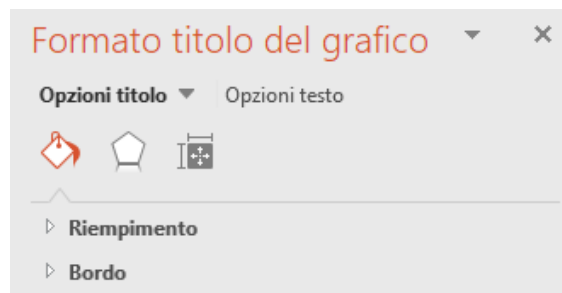 Formato titolo del grafico
Opzioni titolo Opzioni testo
Riempimento
Bordo